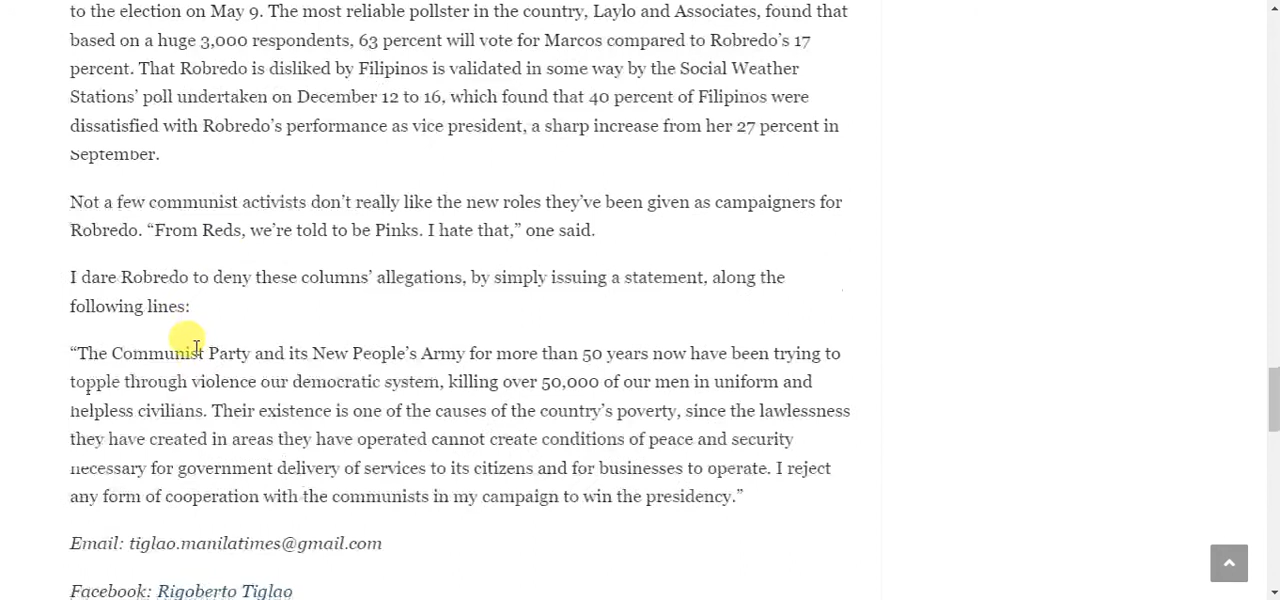 to the election on May 9. The most reliable pollster in the country, Laylo and Associates, found that
based on a huge 3,000 respondents, 63 percent will vote for Marcos compared to Robredo’s 17
percent. That Robredo is disliked by Filipinos is validated in some way by the Social Weather
Stations’ poll undertaken on December 12 to 16, which found that 40 percent of Filipinos were
dissatisfied with Robredo’s performance as vice president, a sharp increase from her 27 percent in
September.
Not a few communist activists don’t really like the new roles they’ve been given as campaigners for
Robredo. “From Reds, we’re told to be Pinks. I hate that,” one said.
I dare Robredo to deny these columns’ allegations, by simply issuing a statement, along the
following lines:
“The Communist Party and its New People’s Army for more than 50 years now have been trying to
topple through violence our democratic system, killing over 50,000 of our men in uniform and
helpless civilians. Their existence is one of the causes of the country’s poverty, since the lawlessness
they have created in areas they have operated cannot create conditions of peace and security
necessary for government delivery of services to its citizens and for businesses to operate. I reject
any form of cooperation with the communists in my campaign to win the presidency.”
Email: tiglao.manilatimes@gmail.com
Facebook: Rigoberto Tiglao